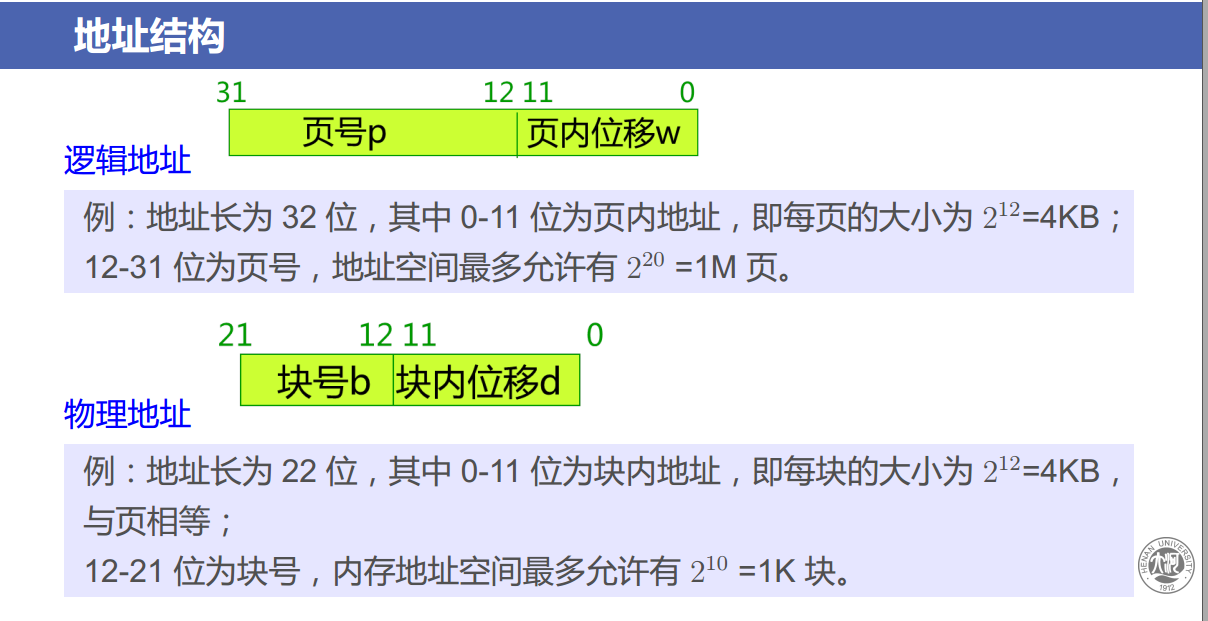 地址结构
31 12 11 0
页号p 页内位移w
逻辑地址
例：地址长为 32 位，其中 0-11 位为页内地址，即每页的大小为 2^12=4KB；
12-31 位为页号，地址空间最多允许有 2^20 =1M 页。
21 12 11 0
块号b 块内位移d
物理地址
例：地址长为 22 位，其中 0-11 位为块内地址，即每块的大小为 2^12=4KB，
与页相等；
12-21 位为块号，内存地址空间最多允许有 2^10 =1K 块。
HENAN UNIVERSITY
1912